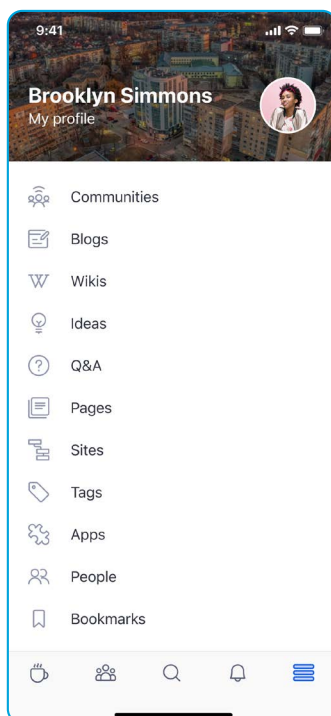 9:41
Brooklyn Simmons
My profile
Communities
Blogs
Wikis
Ideas
Q&A
Pages
Sites
Tags
Apps
People
Bookmarks